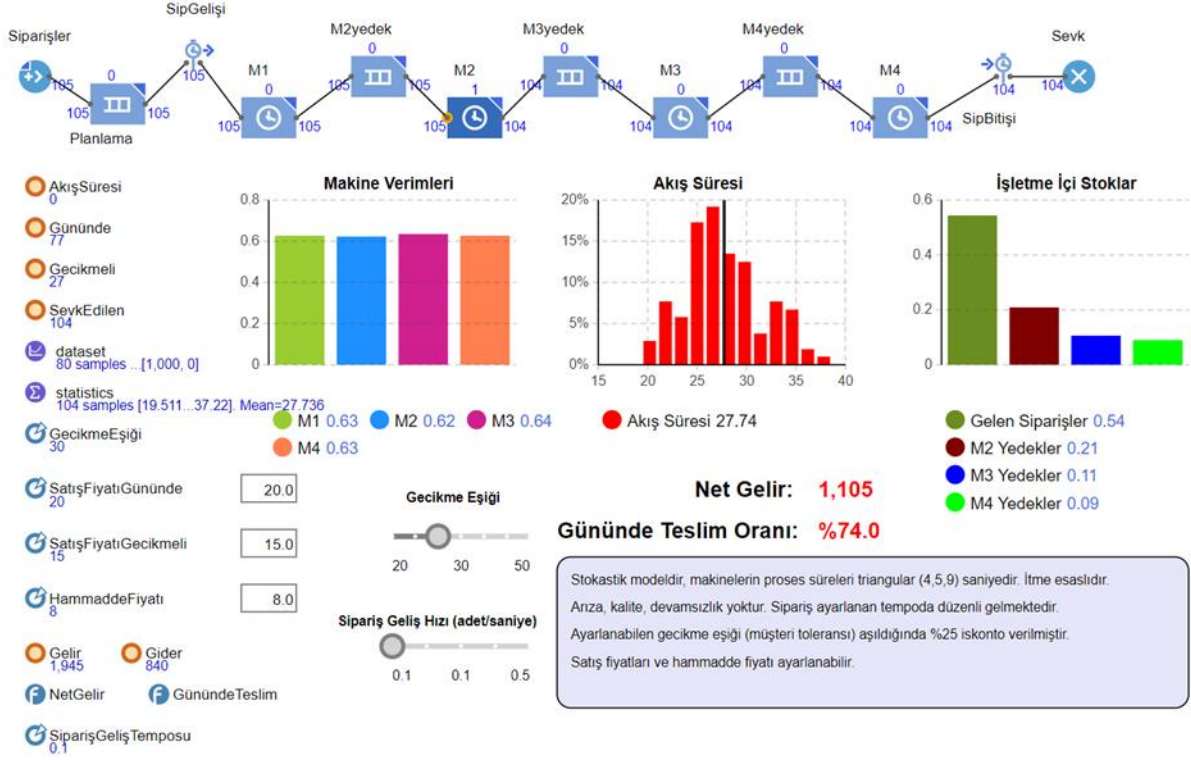 SipGelişi
Siparişler
M2yedek
M3yedek
M4yedek
Sevk
0
0
0
0
M1
M2
M3
M4
105
105
0
105
105
1
104
104
0
104
104
0
104
104
105
105
105
105
105
104
104
104
104
104
SipBitişi
Planlama
AkışSüresi
0
Gününde
77
Gecikmeli
27
SevkEdilen
104
dataset
80 samples ...[1,000, 0]
statistics
104 samples [19.511...37.22]. Mean=27.736
GecikmeEşiği
30
SatışFiyatıGününde
20
20.0
SatışFiyatıGecikmeli
15
15.0
HammaddeFiyatı
8
8.0
Gelir
1,945
Gider
840
NetGelir
GünündeTeslim
SiparişGelişTemposu
0.1
Makine Verimleri
0.8
0.6
0.4
0.2
0
M1 0.63
M2 0.62
M3 0.64
M4 0.63
Akış Süresi
20%
15%
10%
5%
0%
15 20 25 30 35 40
Akış Süresi 27.74
İşletme İçi Stoklar
0.6
0.4
0.2
0
Gelen Siparişler 0.54
M2 Yedekler 0.21
M3 Yedekler 0.11
M4 Yedekler 0.09
Gecikme Eşiği
20 30 50
Sipariş Geliş Hızı (adet/saniye)
0.1 0.1 0.5
Net Gelir: 1,105
Gününde Teslim Oranı: %74.0
Stokastik modeldir, makinelerin proses süreleri triangular (4,5,9) saniyedir. İtme esaslıdır.
Arıza, kalite, devamsızlık yoktur. Sipariş ayarlanan tempoda düzenli gelmektedir.
Ayarlanabilen gecikme eşiği (müşteri toleransı) aşıldığında %25 iskonto verilmiştir.
Satış fiyatları ve hammadde fiyatı ayarlanabilir.